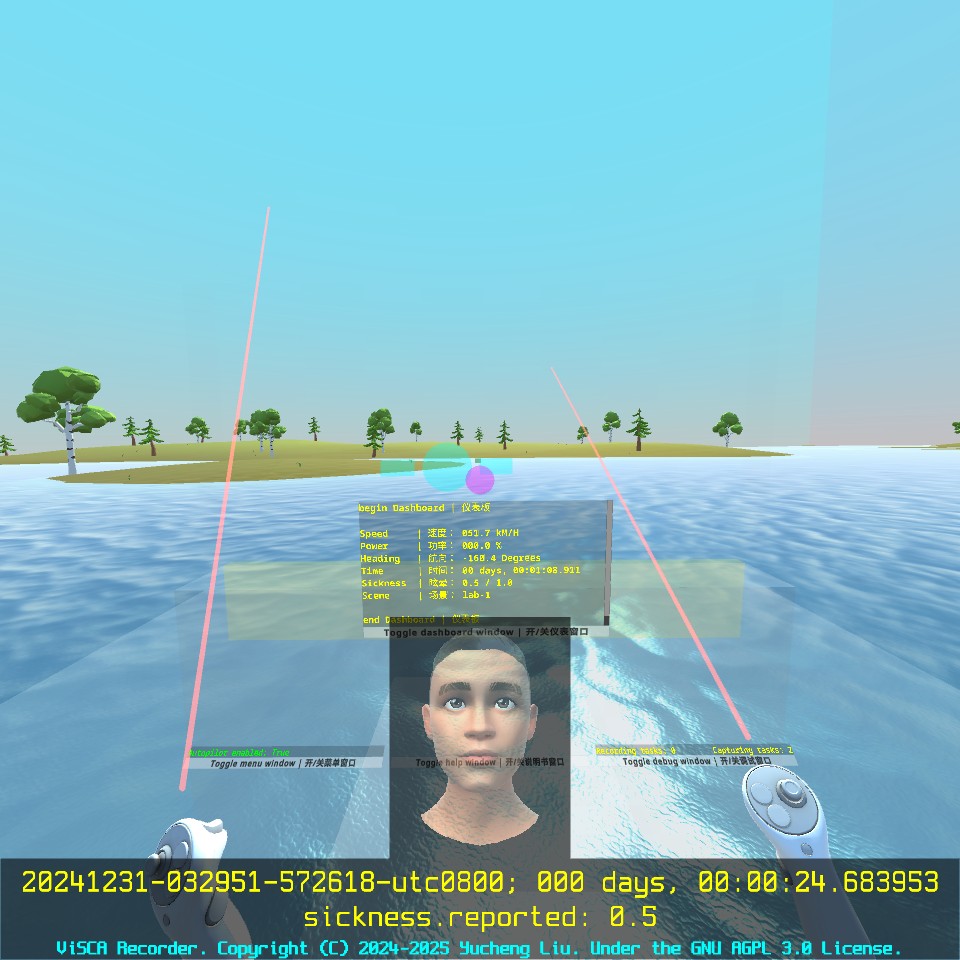 begin Dashboard | 仪表板
Speed | 速度： 051.7 kM/H
Power | 功率： 000.0 %
Heading | 航向： -160.4 Degrees
Time | 时间： 00 days, 00:01:08.911
Sickness | 眩晕： 0.5 / 1.0
Scene | 场景： lab-1
end Dashboard | 仪表板
Toggle dashboard window | 开/关仪表窗口
Autopilot enabled. True
Toggle menu window | 开/关菜单窗口
Toggle help window | 开/关说明书窗口
Recording tasks: 0 Capturing tasks: 2
Toggle debug window | 开/关调试窗口
20241231-032951-572618-utc0800; 000 days, 00:00:24.683953
sickness.reported: 0.5
ViSCA Recorder. Copyright (C) 2024-2025 Yucheng Liu. Under the GNU AGPL 3.0 License.